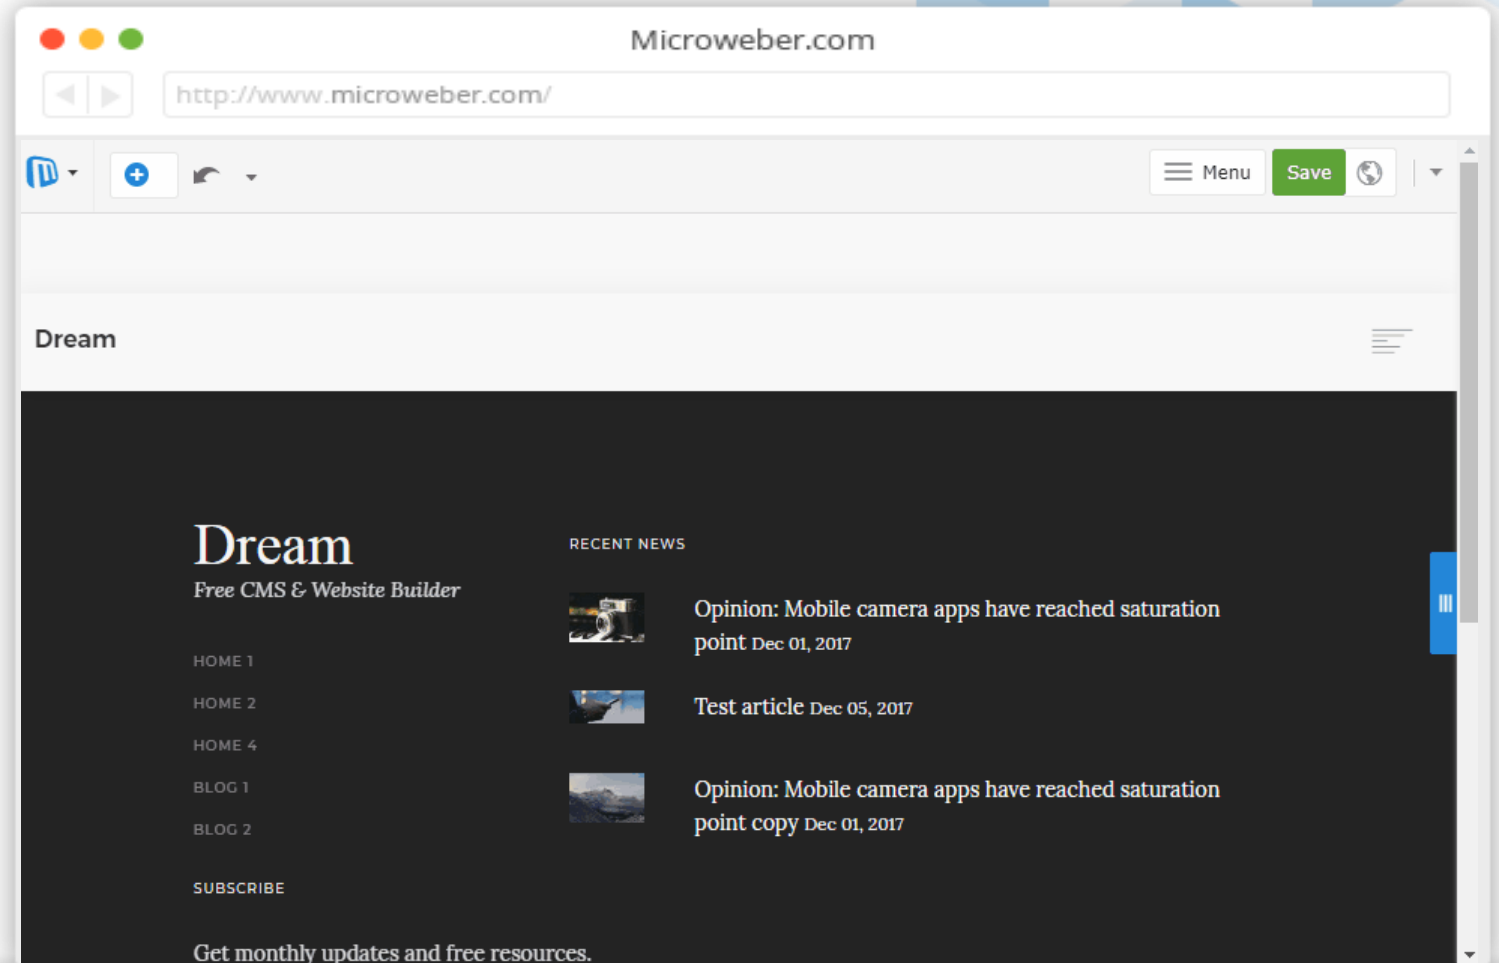 Microweber.com
http://www.microweber.com/
Menu
Save
Dream
Dream
Free CMS & Website Builder
HOME 1
HOME 2
HOME 4
BLOG 1
BLOG 2
SUBSCRIBE
Get monthly updates and free resources.
RECENT NEWS
Opinion: Mobile camera apps have reached saturation
point Dec 01, 2017
Test article Dec 05, 2017
Opinion: Mobile camera apps have reached saturation
point copy Dec 01, 2017